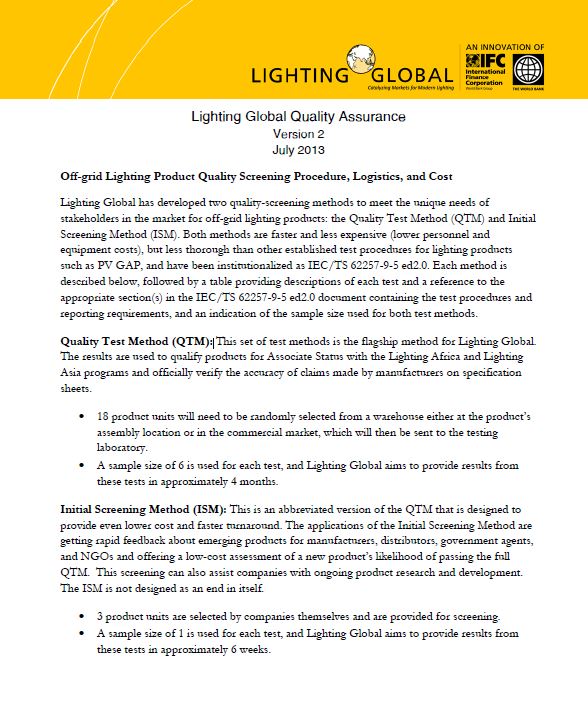 LIGHTING GLOBAL
Catalyzing Markets for Modern Lighting
AN INNOVATION OF
IFC
International
Finance
Corporation
World Bank Group
THE WORLD BANK
Lighting Global Quality Assurance
Version 2
July 2013
Off-grid Lighting Product Quality Screening Procedure, Logistics, and Cost
Lighting Global has developed two quality-screening methods to meet the unique needs of
stakeholders in the market for off-grid lighting products: the Quality Test Method (QTM) and Initial
Screening Method (ISM). Both methods are faster and less expensive (lower personnel and
equipment costs), but less thorough than other established test procedures for lighting products
such as PV GAP, and have been institutionalized as IEC/TS 62257-9-5 ed2.0. Each method is
described below, followed by a table providing descriptions of each test and a reference to the
appropriate section(s) in the IEC/TS 62257-9-5 ed2.0 document containing the test procedures and
reporting requirements, and an indication of the sample size used for both test methods.
Quality Test Method (QTM): This set of test methods is the flagship method for Lighting Global.
The results are used to qualify products for Associate Status with the Lighting Africa and Lighting
Asia programs and officially verify the accuracy of claims made by manufacturers on specification
sheets.
• 18 product units will need to be randomly selected from a warehouse either at the product's
assembly location or in the commercial market, which will then be sent to the testing
laboratory.
• A sample size of 6 is used for each test, and Lighting Global aims to provide results from
these tests in approximately 4 months.
Initial Screening Method (ISM): This is an abbreviated version of the QTM that is designed to
provide even lower cost and faster turnaround. The applications of the Initial Screening Method are
getting rapid feedback about emerging products for manufacturers, distributors, government agents,
and NGOs and offering a low-cost assessment of a new product's likelihood of passing the full
QTM. This screening can also assist companies with ongoing product research and development.
The ISM is not designed as an end in itself.
• 3 product units are selected by companies themselves and are provided for screening.
• A sample size of 1 is used for each test, and Lighting Global aims to provide results from
these tests in approximately 6 weeks.